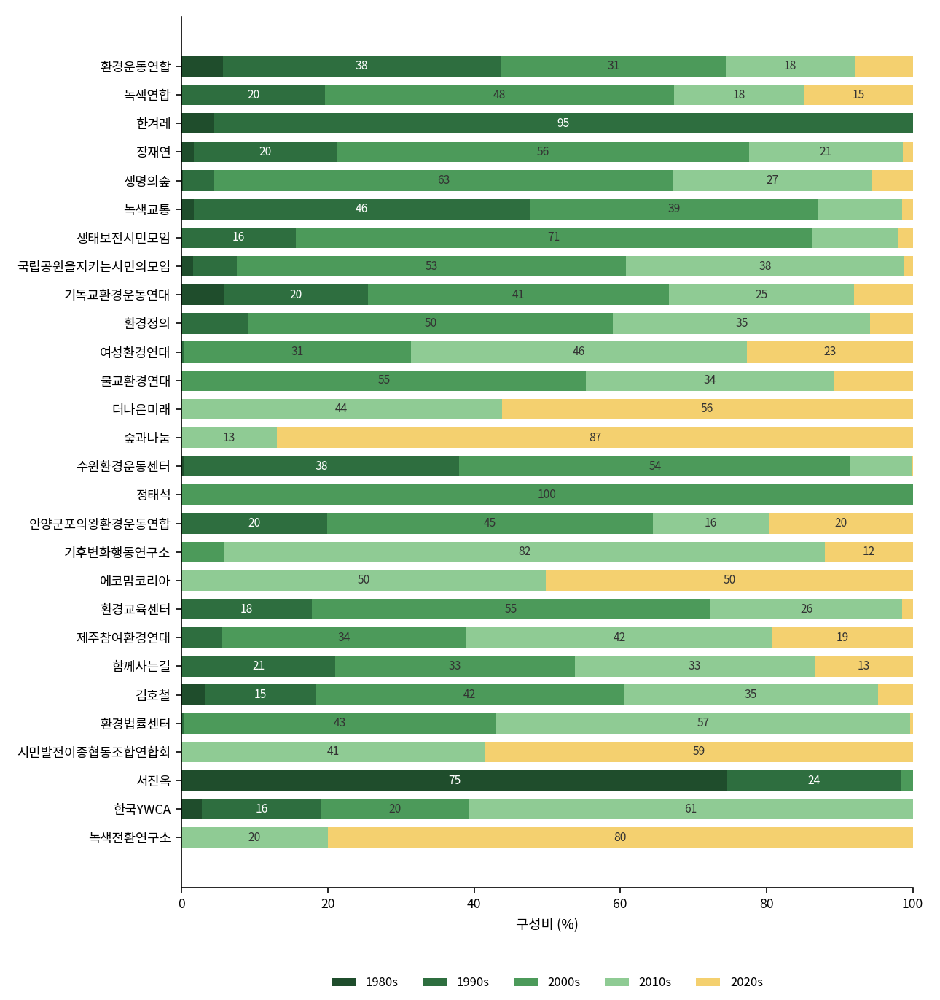 환경운동연합 38 31 18
녹색연합 20 48 18 15
한겨레 95
장재연 20 56 21
생명의숲 63 27
녹색교통 46 39
생태보전시민모임 16 71
국립공원을지키는시민의모임 53 38
기독교환경운동연대 20 41 25
환경정의 50 35
여성환경연대 31 46 23
불교환경연대 55 34
더나은미래 44 56
숲과나눔 13 87
수원환경운동센터 38 54
정태석 100
안양군포의왕환경운동연합 20 45 16 20
기후변화행동연구소 82 12
에코맘코리아 50 50
환경교육센터 18 55 26
제주참여환경연대 34 42 19
함께사는길 21 33 33 13
김호철 15 42 35
환경법률센터 43 57
시민발전이종협동조합연합회 41 59
서진옥 75 24
한국YWCA 16 20 61
녹색전환연구소 20 80
0 20 40 60 80 100
구성비 (%)
1980s 1990s 2000s 2010s 2020s